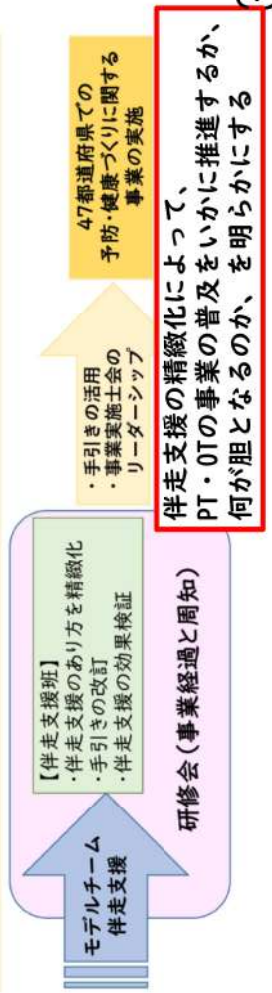 モデルチーム
伴走支援
【伴走支援班】
・伴走支援のあり方を精緻化
・手引きの改訂
・伴走支援の効果検証
研修会(事業経過と周知)
・手引きの活用
・事業実施士会の
リーダーシップ
47都道府県での
予防・健康づくりに関する
事業の実施
伴走支援の精緻化によって、
PT・OTの事業の普及をいかに推進するか、
何が胆となるのか、を明らかにする